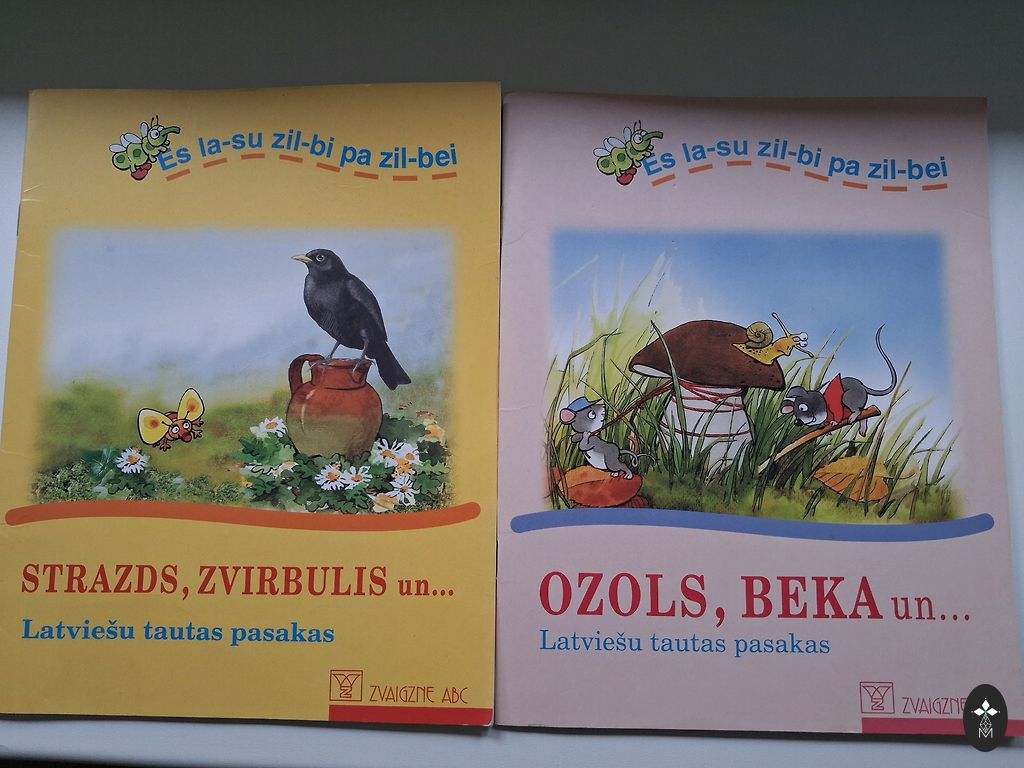 Es la-su zil-bi pa zil-bei
STRAZDS, ZVIRBULIS un...
Latviešu tautas pasakas
ZVAIGZNE ABC
Es la-su zil-bi pa zil-bei
OZOLS, BEKA un...
Latviešu tautas pasakas
ZVAIGZNE
M